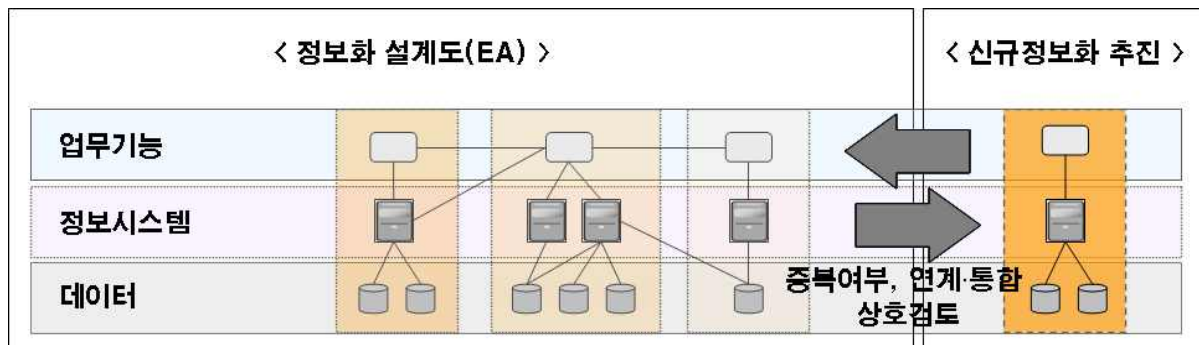 < 정보화 설계도(EA) >
< 신규정보화 추진 >
업무기능
정보시스템
데이터
중복여부, 연계·통합
상호검토